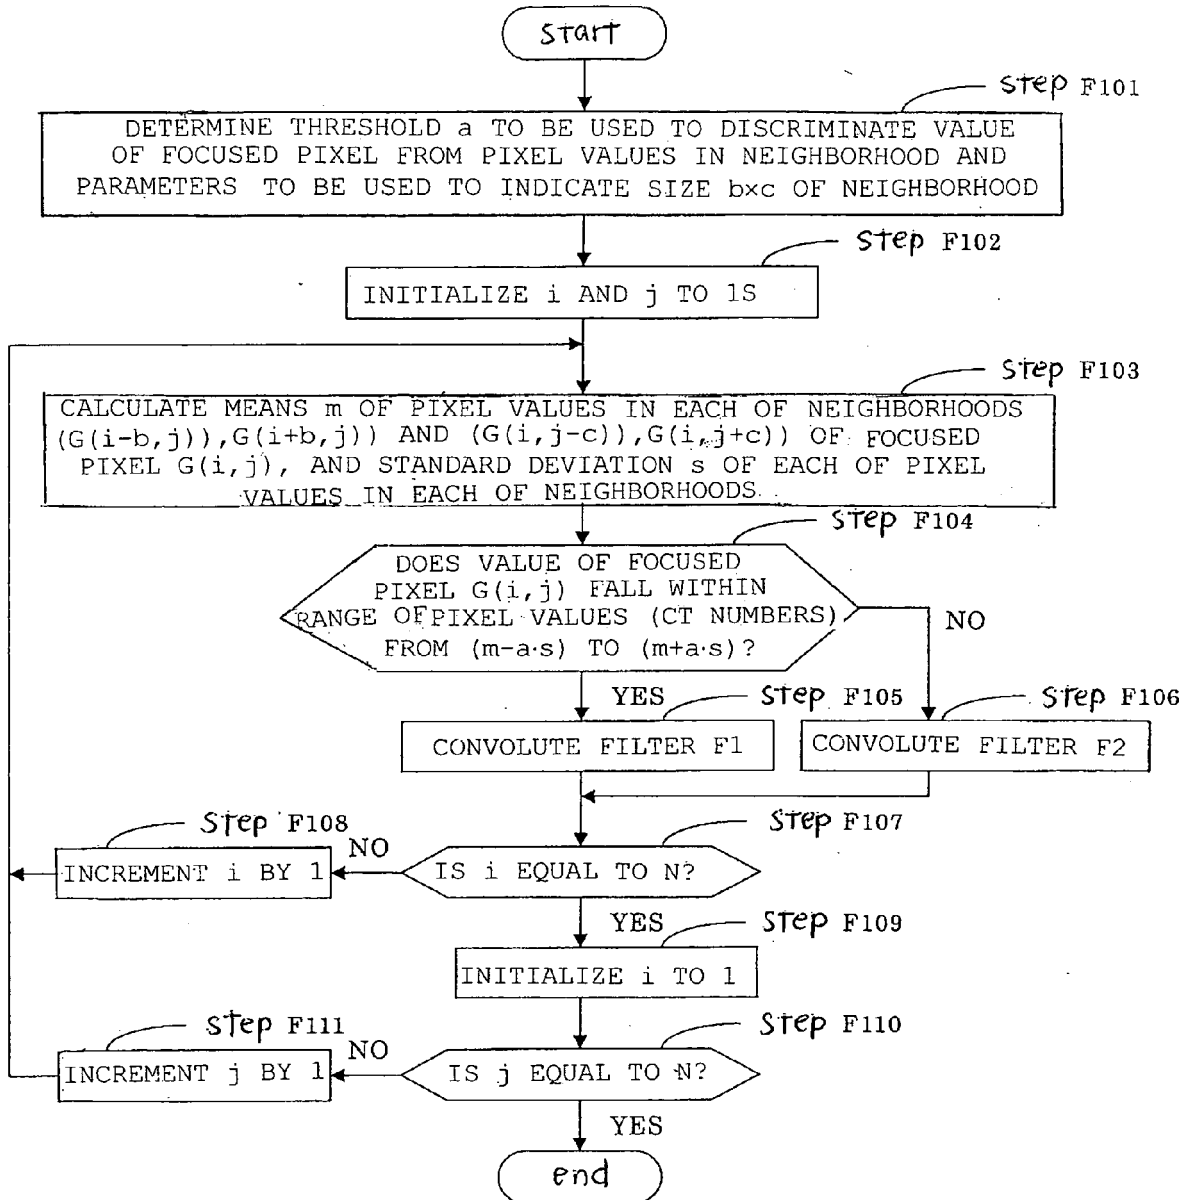 start
step F101
DETERMINE THRESHOLD a TO BE USED TO DISCRIMINATE VALUE
OF FOCUSED PIXEL FROM PIXEL VALUES IN NEIGHBORHOOD AND
PARAMETERS TO BE USED TO INDICATE SIZE b×c OF NEIGHBORHOOD
step F102
INITIALIZE i AND j TO 1S
step F103
CALCULATE MEANS m OF PIXEL VALUES IN EACH OF NEIGHBORHOODS
(G(i-b,j)),G(i+b,j)) AND (G(i,j-c)),G(i,j+c)) OF FOCUSED
PIXEL G(i,j), AND STANDARD DEVIATION s OF EACH OF PIXEL
VALUES IN EACH OF NEIGHBORHOODS
step F104
DOES VALUE OF FOCUSED
PIXEL G(i,j) FALL WITHIN
RANGE OF PIXEL VALUES (CT NUMBERS)
FROM (m-a·s) TO (m+a·s)?
NO
YES
step F105
step F106
CONVOLUTE FILTER F1
CONVOLUTE FILTER F2
step F108
step F107
INCREMENT i BY 1
NO
IS i EQUAL TO N?
YES
step F109
INITIALIZE i TO 1
step F111
step F110
INCREMENT j BY 1
NO
IS j EQUAL TO N?
YES
end